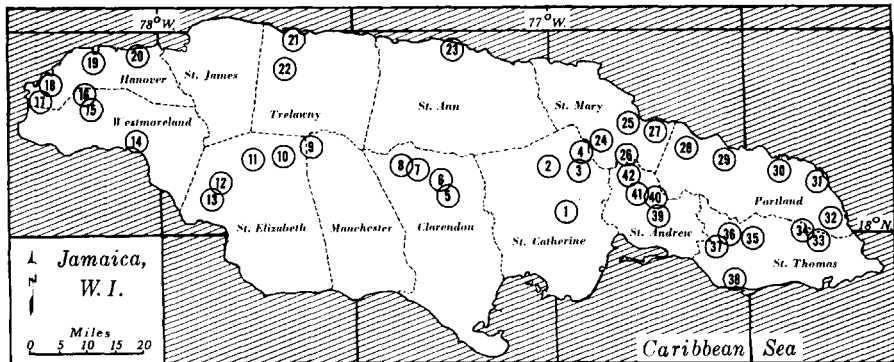 78°W.
77°W.
21
23
19
20
Hanover
St. James
22
18
17
16
15
Westmoreland
Trelawny
St. Ann
St. Mary
25
27
24
26
28
29
14
11
10
9
8
7
6
5
2
4
3
42
41
40
39
30
31
Portland
32
12
13
1
St. Elizabeth
Manchester
Clarendon
St. Catherine
St. Andrew
36
37
35
34
33
18°N.
St. Thomas
38
Jamaica,
W. I.
N
Miles
0 10 20
Caribbean Sea